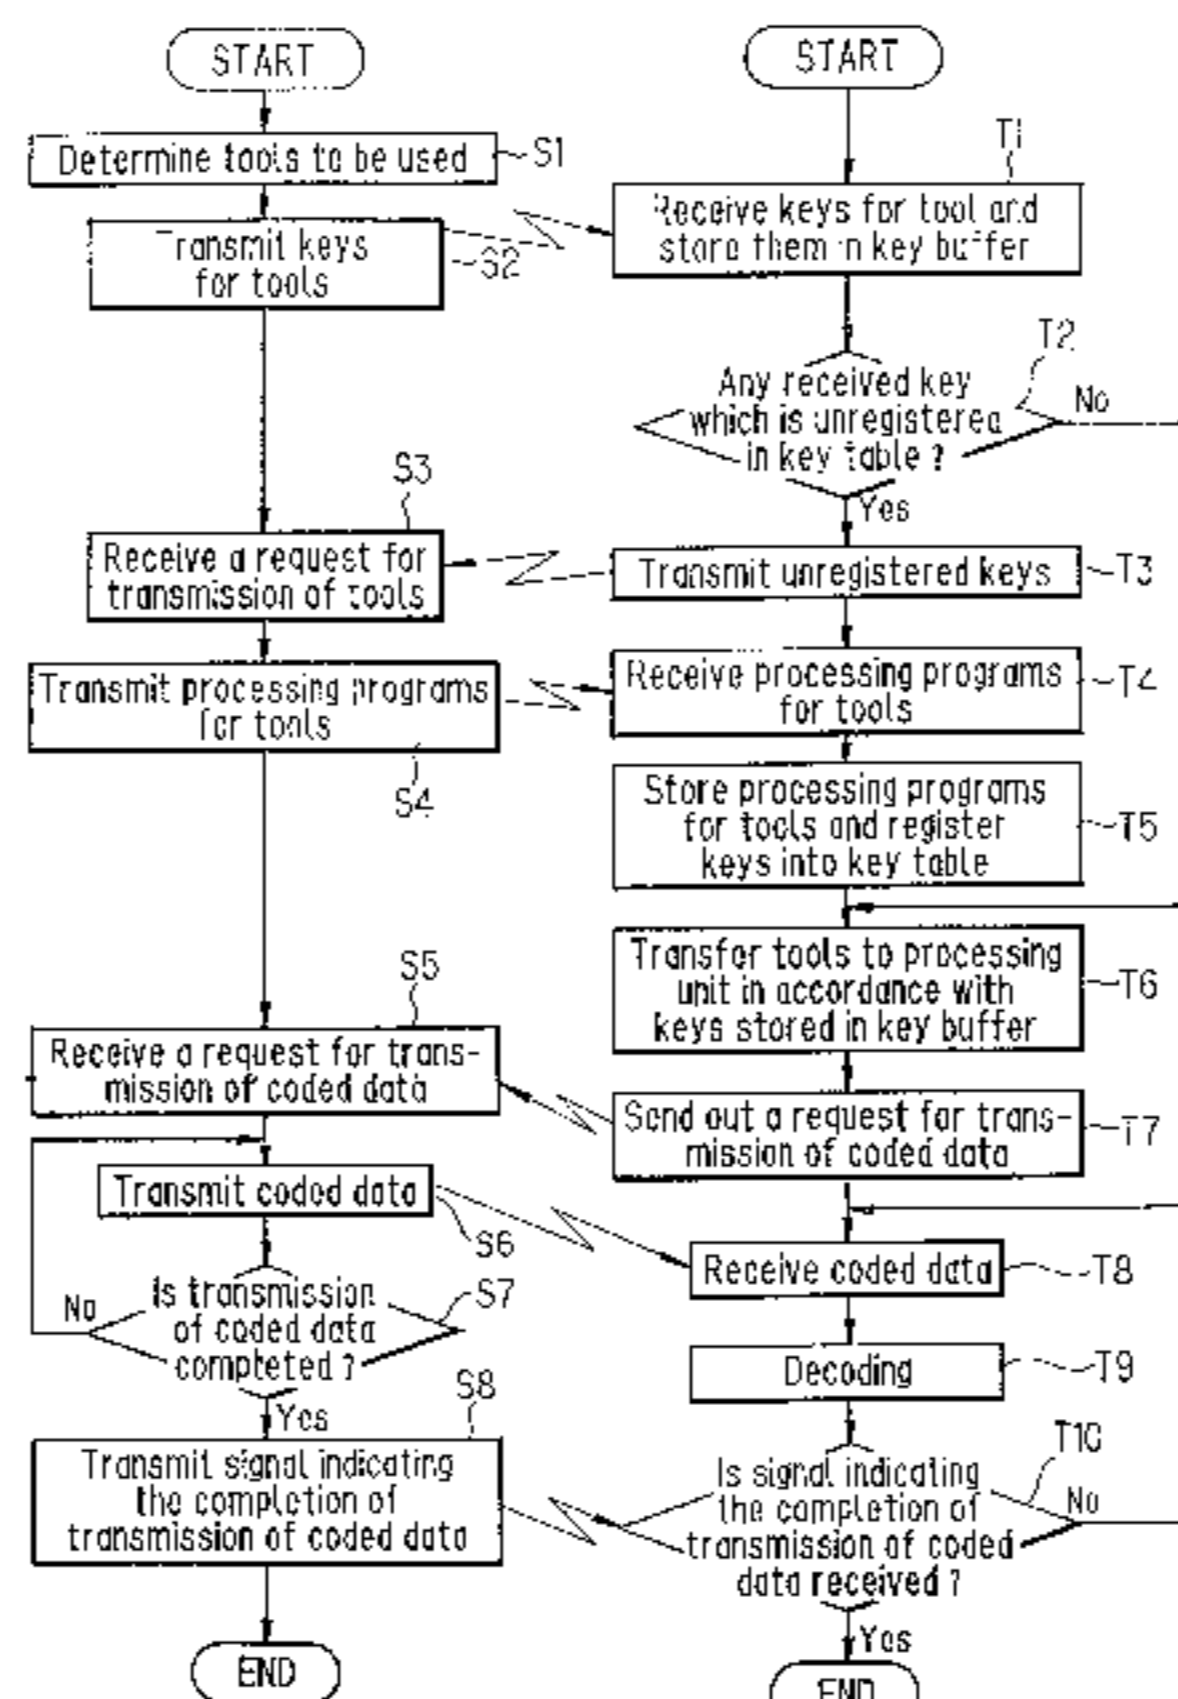 START
Determine tools to be used
S1
Transmit keys
for tools
S2
S3
Receive a request for
transmission of tools
Transmit processing programs
for tools
S4
S5
Receive a request for trans-
mission of coded data
Transmit coded data
S6
No
Is transmission
of coded data
completed ?
S7
Yes
S8
Transmit signal indicating
the completion of
transmission of coded data
END
START
T1
Receive keys for tool and
store them in key buffer
T2
Any received key
which is unregistered
in key table ?
No
Yes
Transmit unregistered keys
T3
Receive processing programs
for tools
T4
Store processing programs
for tools and register
keys into key table
T5
Transfer tools to processing
unit in accordance with
keys stored in key buffer
T6
Send out a request for trans-
mission of coded data
T7
Receive coded data
T8
Decoding
T9
T10
Is signal indicating
the completion of
transmission of coded
data received ?
No
Yes
END